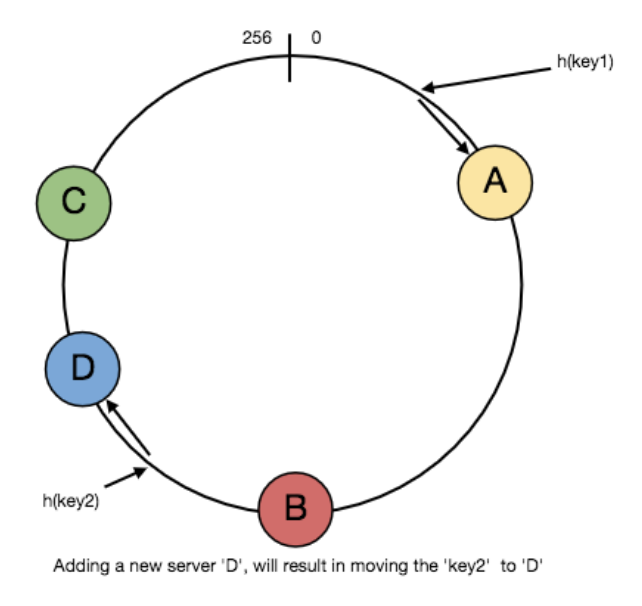 256 0
h(key1)
A
C
D
h(key2)
B
Adding a new server 'D', will result in moving the 'key2' to 'D'